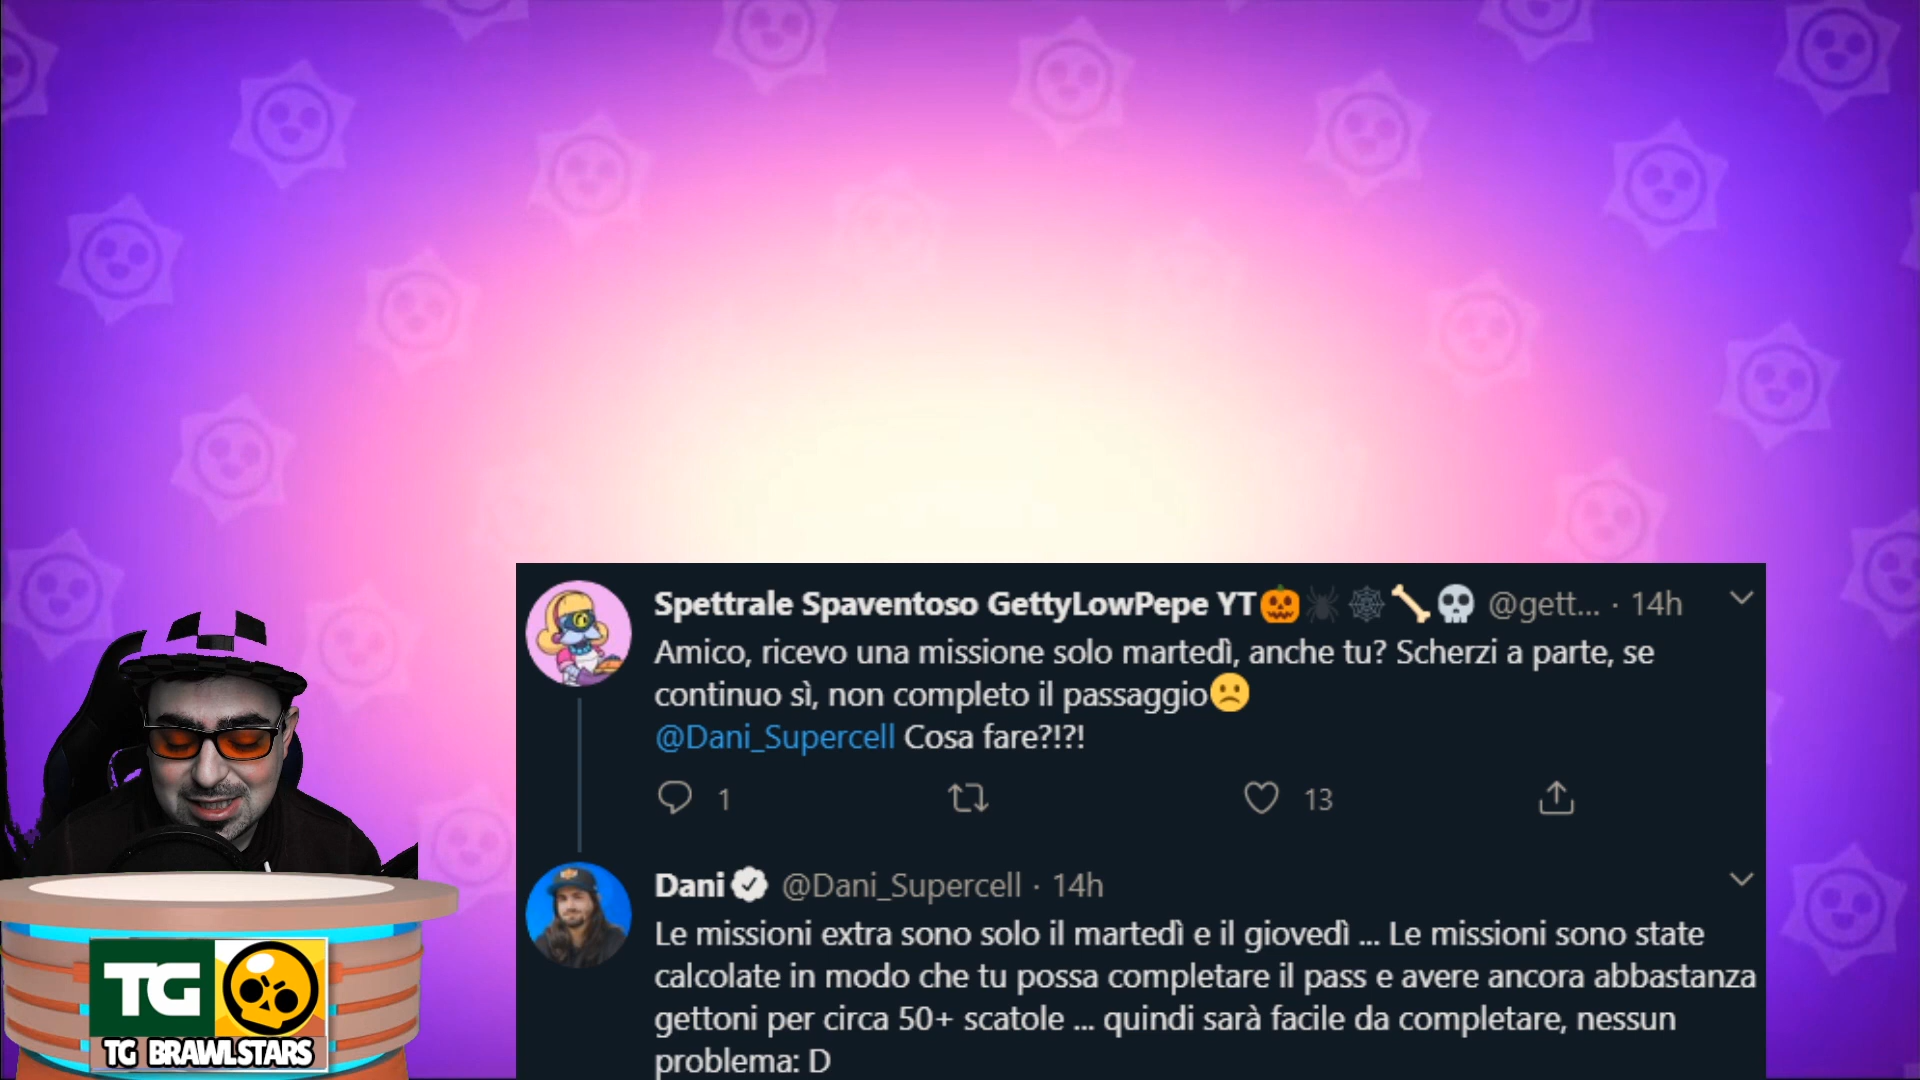 Spettrale Spaventoso GettyLowPepe YT🎃🕷🕸🦴💀 @gett... · 14h
Amico, ricevo una missione solo martedì, anche tu? Scherzi a parte, se
continuo sì, non completo il passaggio🙁
@Dani_Supercell Cosa fare?!?!
1 13
Dani @Dani_Supercell · 14h
Le missioni extra sono solo il martedì e il giovedì ... Le missioni sono state
calcolate in modo che tu possa completare il pass e avere ancora abbastanza
gettoni per circa 50+ scatole ... quindi sarà facile da completare, nessun
problema: D
TG
TG BRAWLSTARS